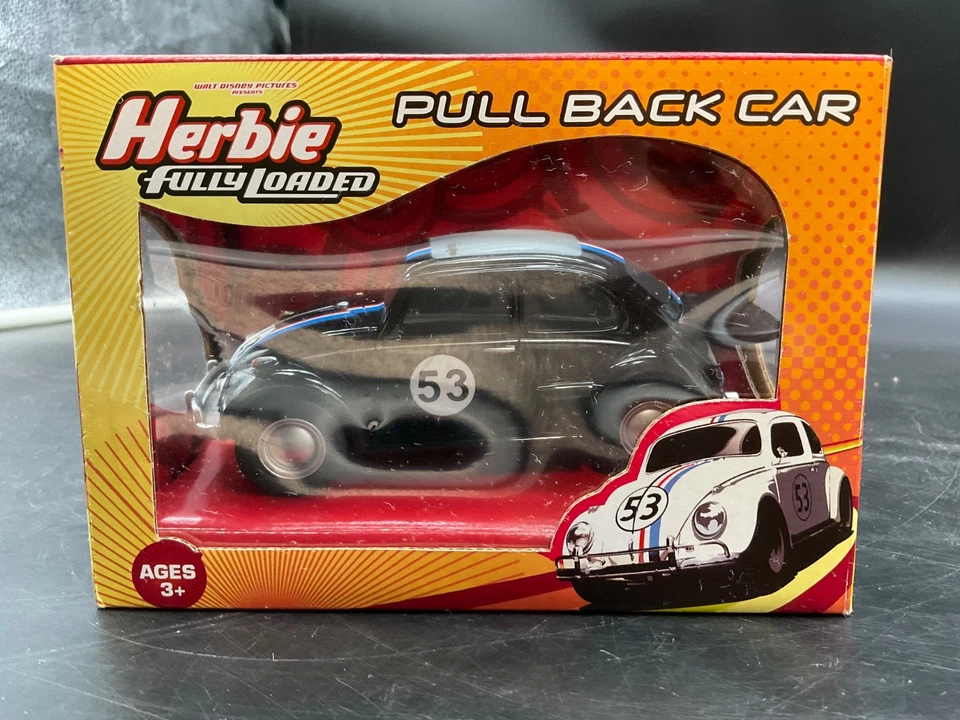 WALT DISNEY PICTURES
PRESENTS
Herbie
FULLY LOADED
PULL BACK CAR
53
53
53
AGES
3+